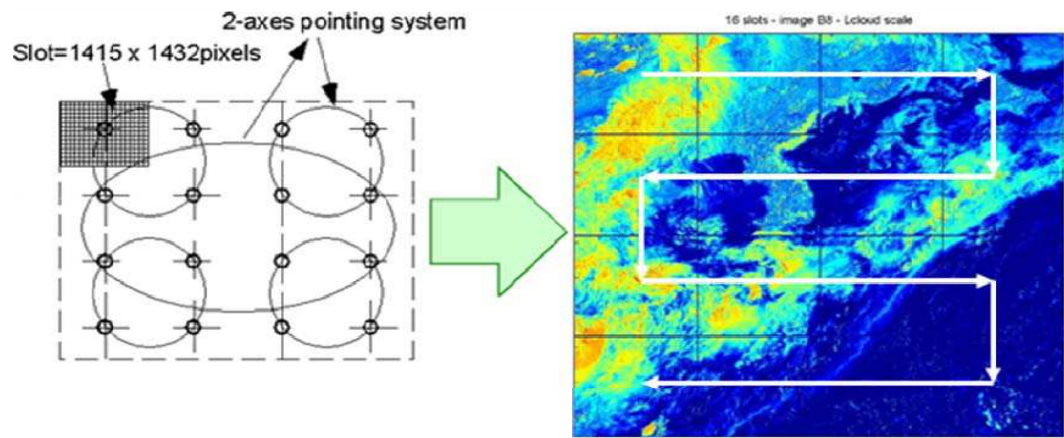 2-axes pointing system
Slot=1415 x 1432pixels
16 slots - image B8 - Lcloud scale